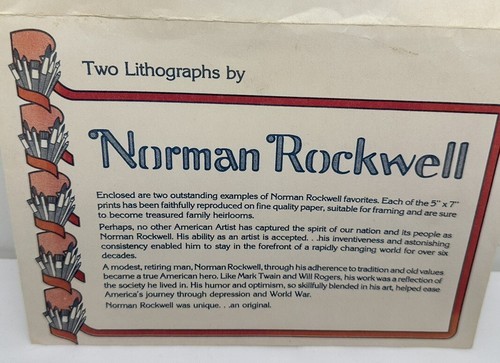 Two Lithographs by
Norman Rockwell
Enclosed are two outstanding examples of Norman Rockwell favorites. Each of the 5" x 7"
prints has been faithfully reproduced on fine quality paper, suitable for framing and are sure
to become treasured family heirlooms.
Perhaps, no other American Artist has captured the spirit of our nation and its people as
Norman Rockwell. His ability as an artist is accepted. . .his inventiveness and astonishing
consistency enabled him to stay in the forefront of a rapidly changing world for over six
decades.
A modest, retiring man, Norman Rockwell, through his adherence to tradition and old values
became a true American hero. Like Mark Twain and Will Rogers, his work was a reflection of
the society he lived in. His humor and optimism, so skillfully blended in his art, helped ease
America's journey through depression and World War.
Norman Rockwell was unique. . .an original.